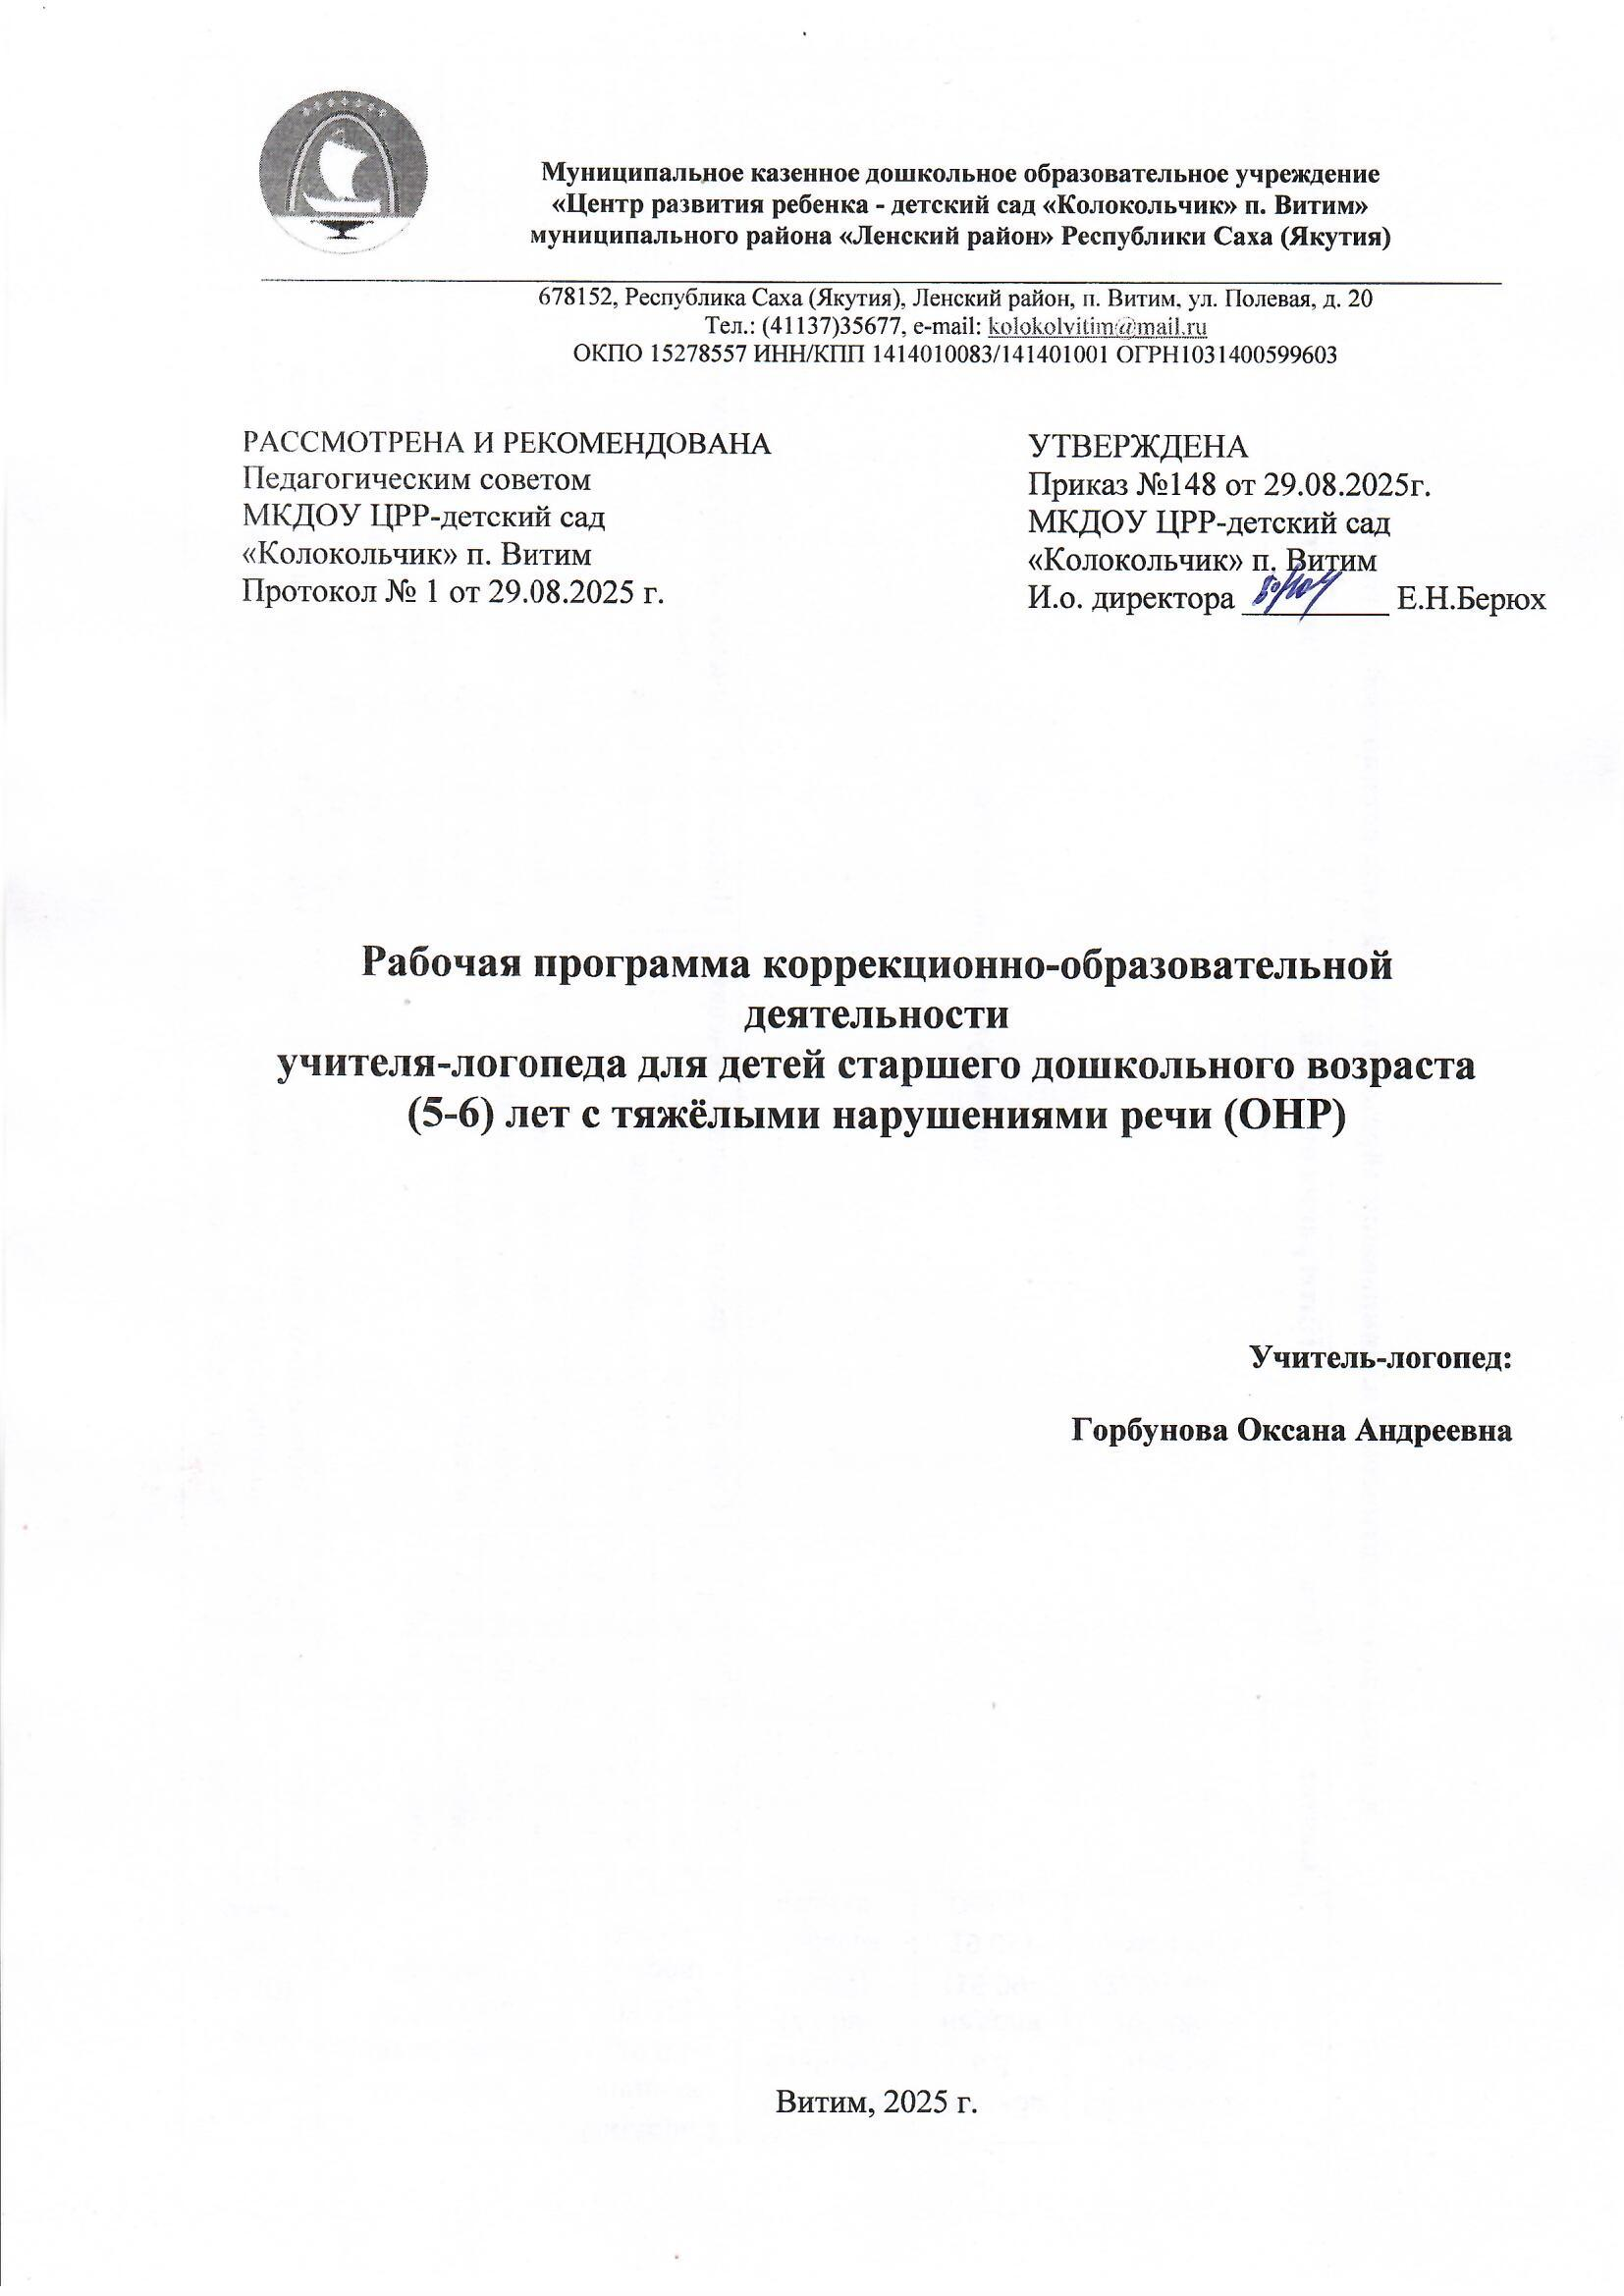 Муниципальное казенное дошкольное образовательное учреждение
«Центр развития ребенка - детский сад «Колокольчик» п. Витим»
муниципального района «Ленский район» Республики Саха (Якутия)
678152, Республика Саха (Якутия), Ленский район, п. Витим, ул. Полевая, д. 20
Тел.: (41137)35677, e-mail: kolokolvitim@mail.ru
ОКПО 15278557 ИНН/КПП 1414010083/141401001 ОГРН1031400599603
РАССМОТРЕНА И РЕКОМЕНДОВАНА
Педагогическим советом
МКДОУ ЦРР-детский сад
«Колокольчик» п. Витим
Протокол № 1 от 29.08.2025 г.
УТВЕРЖДЕНА
Приказ №148 от 29.08.2025г.
МКДОУ ЦРР-детский сад
«Колокольчик» п. Витим
И.о. директора __________ Е.Н.Берюх
Рабочая программа коррекционно-образовательной
деятельности
учителя-логопеда для детей старшего дошкольного возраста
(5-6) лет с тяжёлыми нарушениями речи (ОНР)
Учитель-логопед:
Горбунова Оксана Андреевна
Витим, 2025 г.